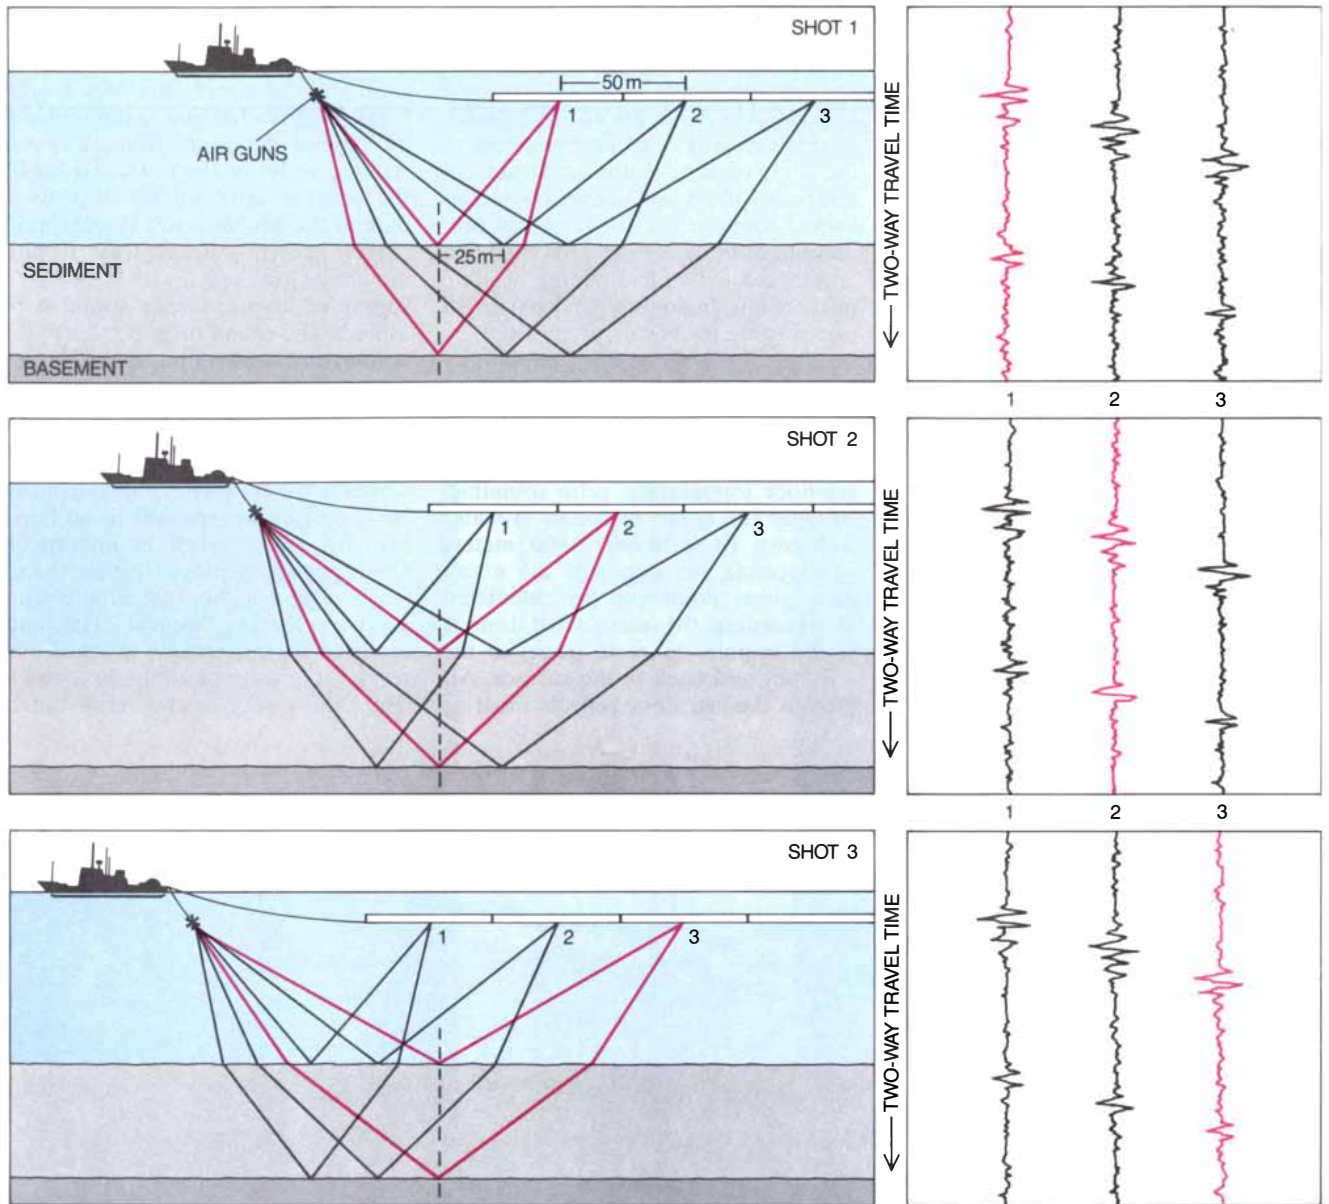 SHOT 1
50 m
1 2 3
AIR GUNS
25 m
SEDIMENT
BASEMENT
TWO-WAY TRAVEL TIME
1 2 3
SHOT 2
1 2 3
TWO-WAY TRAVEL TIME
1 2 3
SHOT 3
1 2 3
TWO-WAY TRAVEL TIME